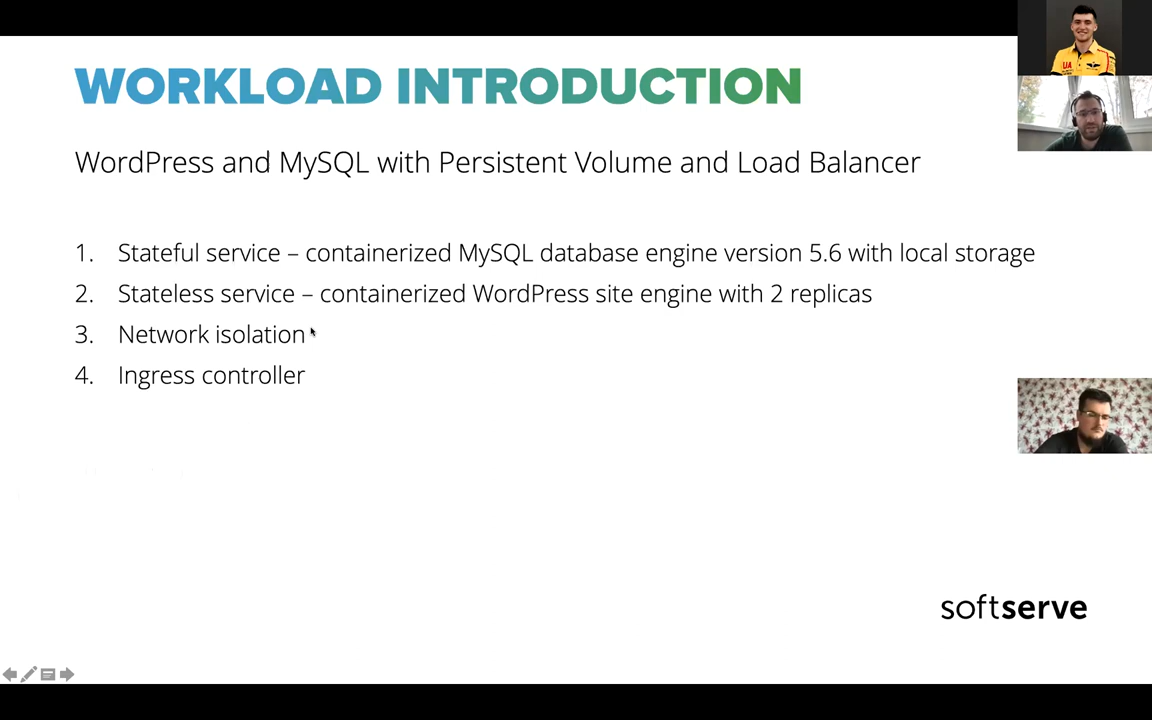 WORKLOAD INTRODUCTION
WordPress and MySQL with Persistent Volume and Load Balancer
1. Stateful service – containerized MySQL database engine version 5.6 with local storage
2. Stateless service – containerized WordPress site engine with 2 replicas
3. Network isolation
4. Ingress controller
softserve
UA